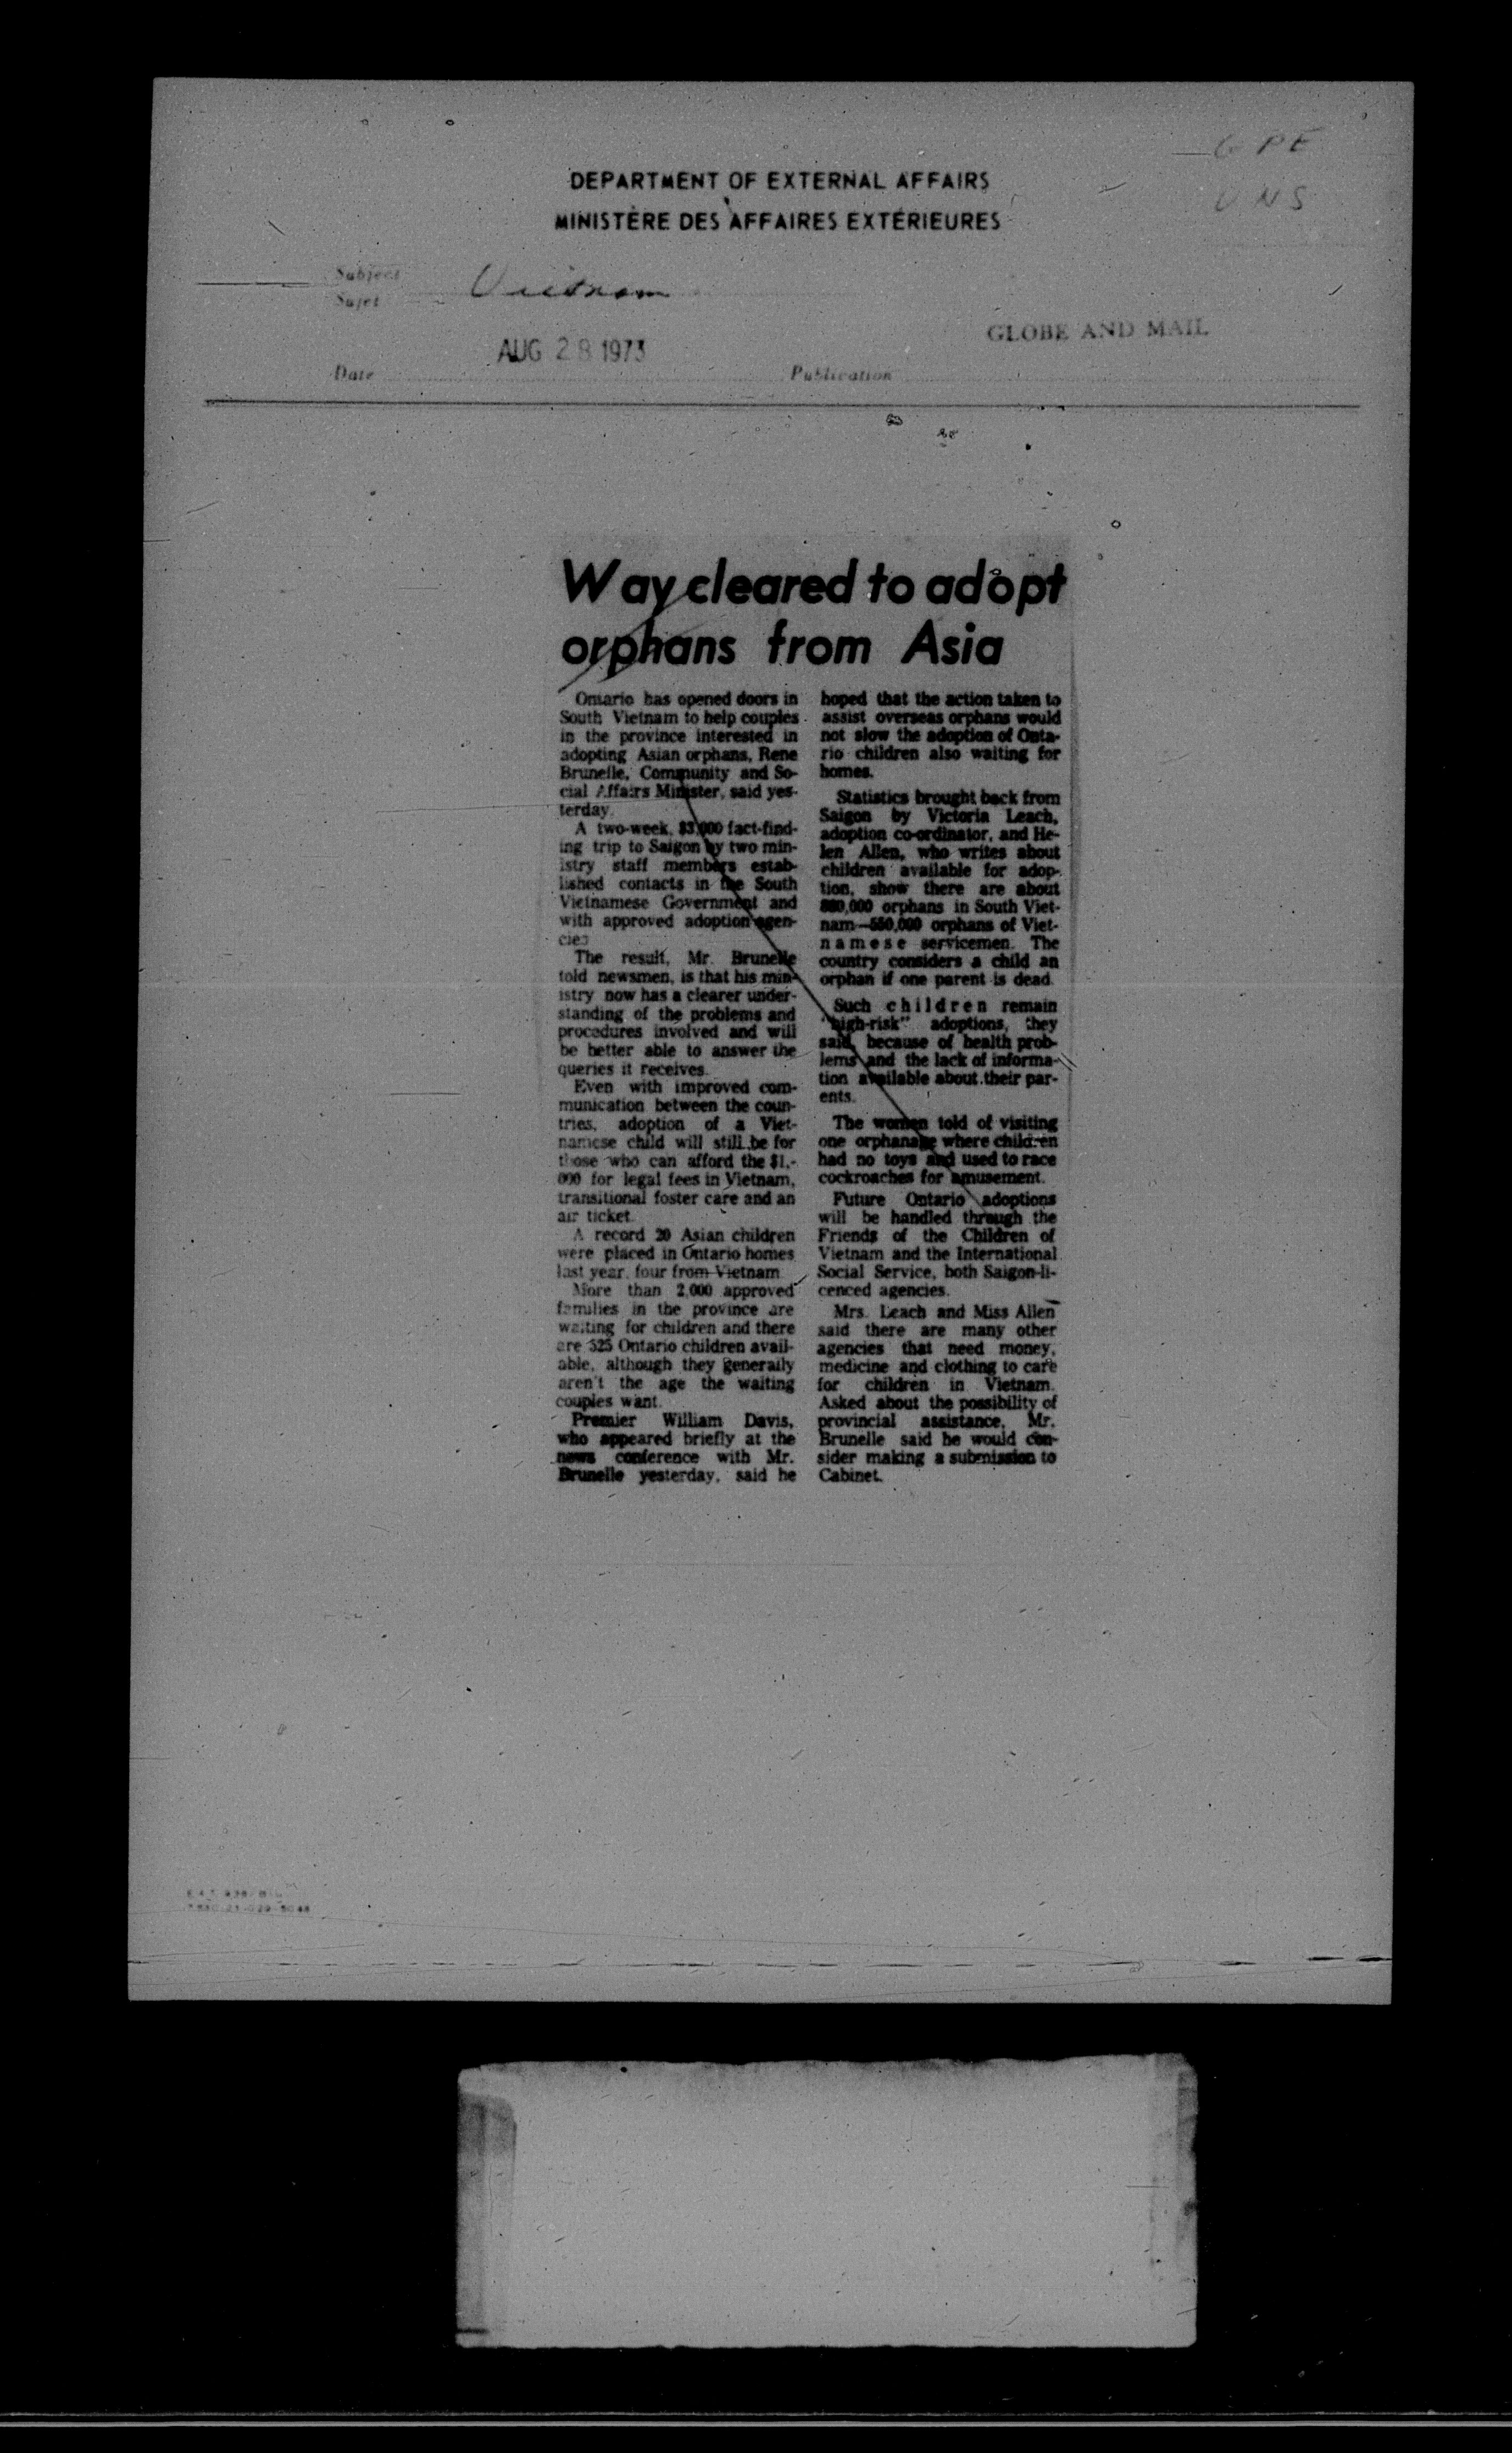 G P E
V N S
DEPARTMENT OF EXTERNAL AFFAIRS
MINISTÈRE DES AFFAIRES EXTÉRIEURES
Subject
Sujet
Vietnam
GLOBE AND MAIL
AUG 28 1973
Date
Publication
Way cleared to adopt
orphans from Asia
Ontario has opened doors in
South Vietnam to help couples
in the province interested in
adopting Asian orphans, Rene
Brunelle, Community and So-
cial Affairs Minister, said yes-
terday.
A two-week, $3,000 fact-find-
ing trip to Saigon by two min-
istry staff members estab-
lished contacts in the South
Vietnamese Government and
with approved adoption agen-
cies
The result, Mr. Brunelle
told newsmen, is that his min-
istry now has a clearer under-
standing of the problems and
procedures involved and will
be better able to answer the
queries it receives.
Even with improved com-
munication between the coun-
tries, adoption of a Viet-
namese child will still be for
those who can afford the $1,-
000 for legal fees in Vietnam,
transitional foster care and an
air ticket.
A record 20 Asian children
were placed in Ontario homes
last year, four from Vietnam
More than 2,000 approved
families in the province are
waiting for children and there
are 325 Ontario children avail-
able, although they generally
aren't the age the waiting
couples want.
Premier William Davis,
who appeared briefly at the
news conference with Mr.
Brunelle yesterday, said he
hoped that the action taken to
assist overseas orphans would
not slow the adoption of Onta-
rio children also waiting for
homes.
Statistics brought back from
Saigon by Victoria Leach,
adoption co-ordinator, and He-
len Allen, who writes about
children available for adop-
tion, show there are about
orphans in South Viet-
nam—550,000 orphans of Viet-
namese servicemen. The
country considers a child an
orphan if one parent is dead.
Such children remain
"high-risk" adoptions, they
said, because of health prob-
lems and the lack of informa-
tion available about their par-
ents.
The women told of visiting
one orphanage where children
had no toys and used to race
cockroaches for amusement.
Future Ontario adoptions
will be handled through the
Friends of the Children of
Vietnam and the International
Social Service, both Saigon-li-
cenced agencies.
Mrs. Leach and Miss Allen
said there are many other
agencies that need money,
medicine and clothing to care
for children in Vietnam.
Asked about the possibility of
provincial assistance, Mr.
Brunelle said he would con-
sider making a submission to
Cabinet.